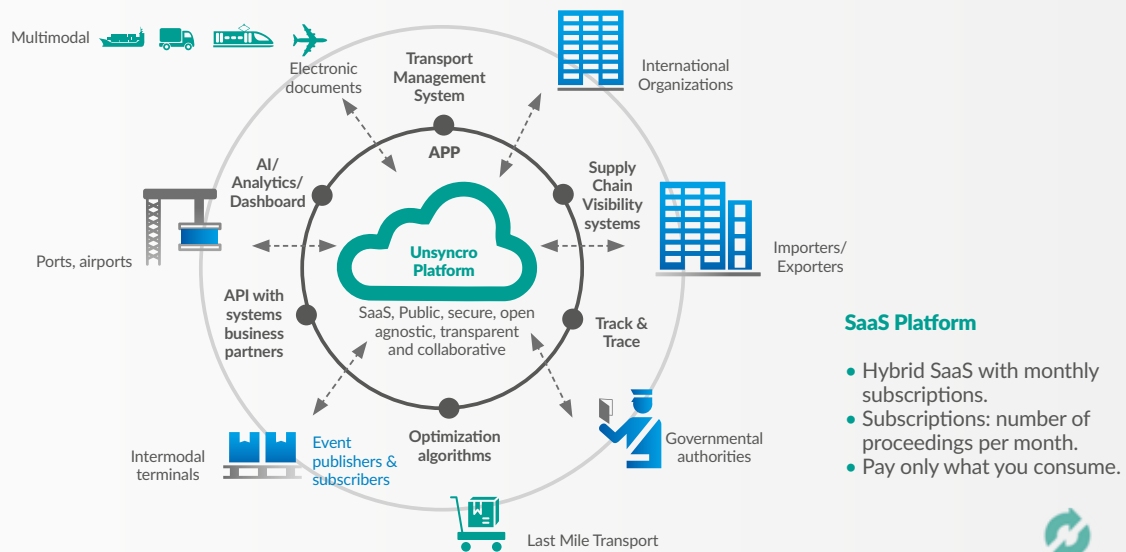 Multimodal
Electronic
documents
Transport
Management
System
International
Organizations
APP
AI/
Analytics/
Dashboard
Supply
Chain
Visibility
systems
Ports, airports
Unsyncro
Platform
Importers/
Exporters
API with
systems
business
partners
SaaS, Public, secure, open
agnostic, transparent
and collaborative
Track &
Trace
Intermodal
terminals
Event
publishers &
subscribers
Optimization
algorithms
Governmental
authorities
Last Mile Transport
SaaS Platform
• Hybrid SaaS with monthly
subscriptions.
• Subscriptions: number of
proceedings per month.
• Pay only what you consume.